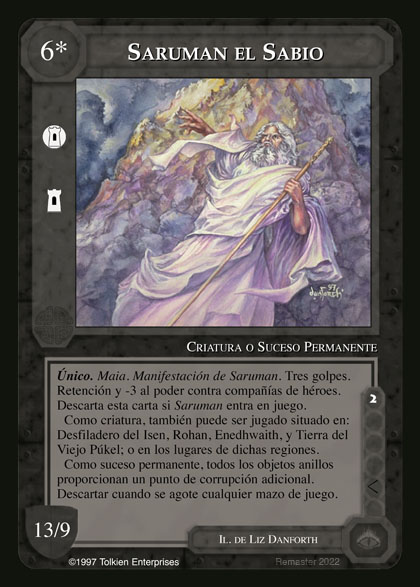 6*
SARUMAN EL SABIO
danforth 97
CRIATURA O SUCESO PERMANENTE
Único. Maia. Manifestación de Saruman. Tres golpes.
Retención y -3 al poder contra compañías de héroes.
Descarta esta carta si Saruman entra en juego.
Como criatura, también puede ser jugado situado en:
Desfiladero del Isen, Rohan, Enedhwaith, y Tierra del
Viejo Púkel; o en los lugares de dichas regiones.
Como suceso permanente, todos los objetos anillos
proporcionan un punto de corrupción adicional.
Descartar cuando se agote cualquier mazo de juego.
2
13/9
IL. DE LIZ DANFORTH
©1997 Tolkien Enterprises
Remaster 2022